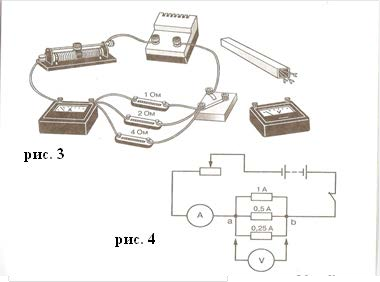 1 Ом
2 Ом
4 Ом
A
рис. 3
1 А
0,5 А
0,25 А
A
a
b
V
рис. 4